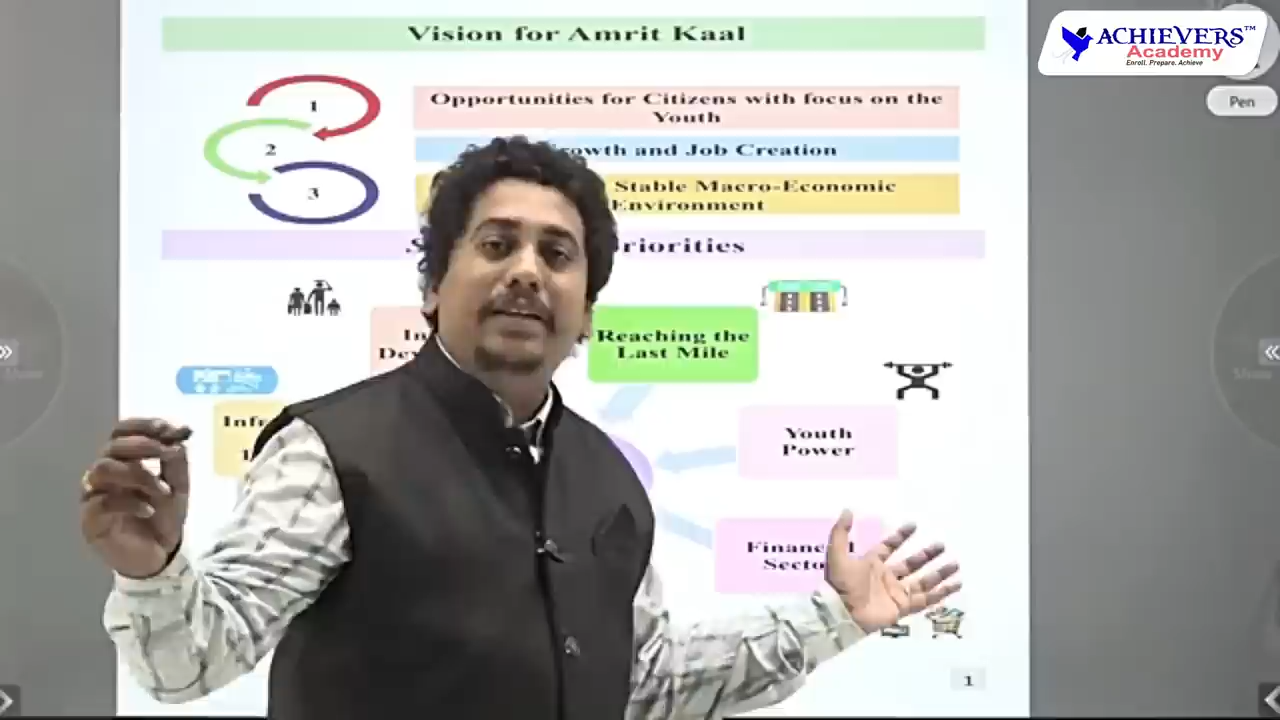 Vision for Amrit Kaal
ACHIEVERS™
Academy
Enroll. Prepare. Achieve
Pen
1
Opportunities for Citizens with focus on the
Youth
2
Growth and Job Creation
3
Stable Macro-Economic
Environment
Reaching the
Last Mile
Youth
Power
1